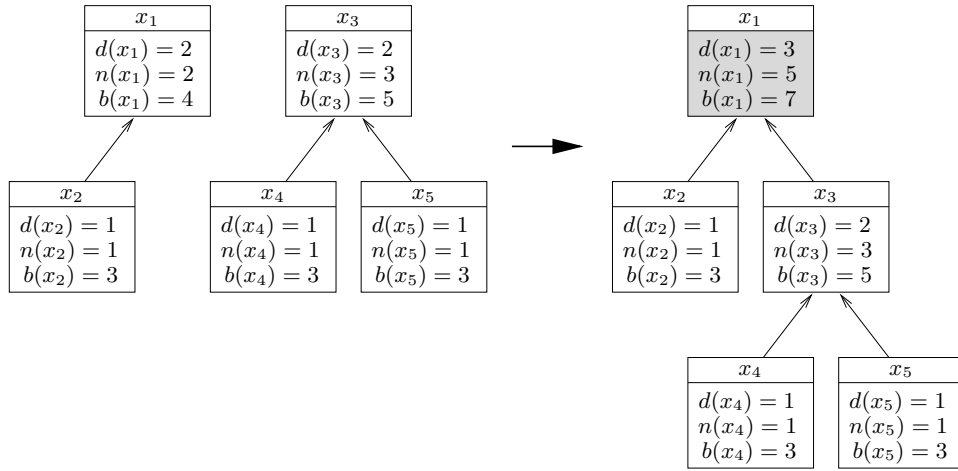 x₁
d(x₁) = 2
n(x₁) = 2
b(x₁) = 4
x₃
d(x₃) = 2
n(x₃) = 3
b(x₃) = 5
x₂
d(x₂) = 1
n(x₂) = 1
b(x₂) = 3
x₄
d(x₄) = 1
n(x₄) = 1
b(x₄) = 3
x₅
d(x₅) = 1
n(x₅) = 1
b(x₅) = 3
x₁
d(x₁) = 3
n(x₁) = 5
b(x₁) = 7
x₂
d(x₂) = 1
n(x₂) = 1
b(x₂) = 3
x₃
d(x₃) = 2
n(x₃) = 3
b(x₃) = 5
x₄
d(x₄) = 1
n(x₄) = 1
b(x₄) = 3
x₅
d(x₅) = 1
n(x₅) = 1
b(x₅) = 3